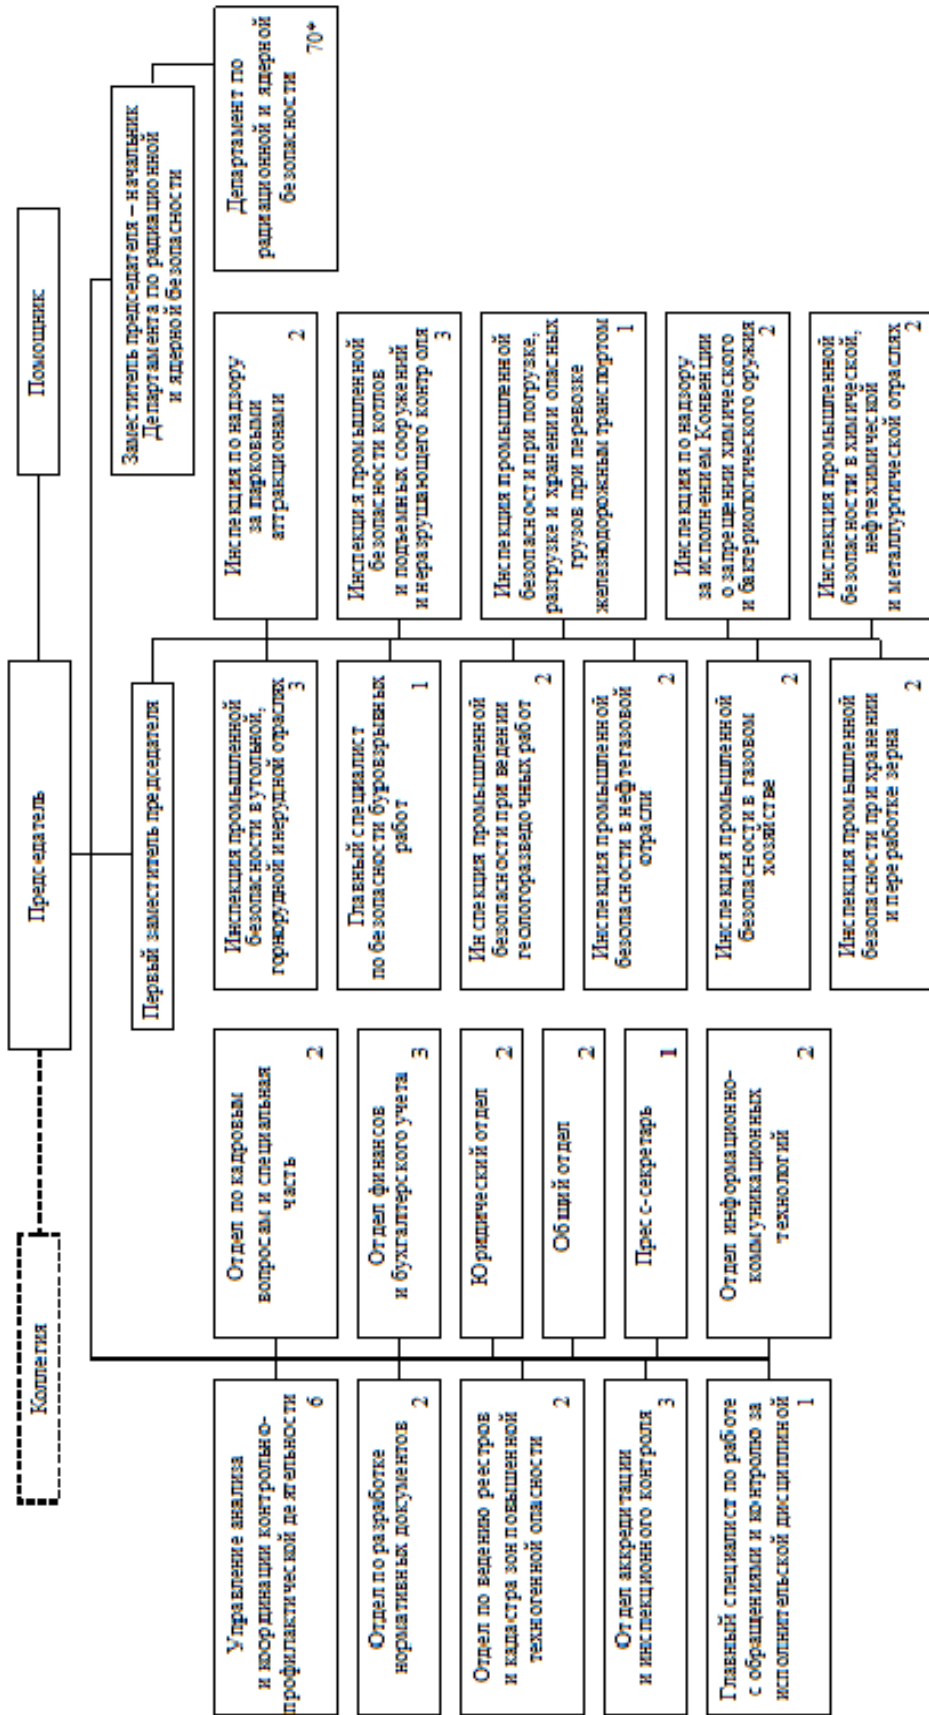 Коллегия
Председатель
Помощник
Первый заместитель председателя
Заместитель председателя – начальник
Департамента по радиационной
и ядерной безопасности
Департамент по
радиационной и ядерной
безопасности
70*
Управление анализа
и координации контрольно-
профилактической деятельности
6
Отдел по разработке
нормативных документов
2
Отдел по ведению реестров
и кадастра зон повышенной
техногенной опасности
2
Отдел аккредитации
и инспекционного контроля
3
Главный специалист по работе
с обращениями и контролю за
исполнительской дисциплиной
1
Отдел по кадровым
вопросам и специальная
часть
2
Отдел финансов
и бухгалтерского учета
3
Юридический отдел
2
Общий отдел
2
Пресс-секретарь
1
Отдел информационно-
коммуникационных
технологий
2
Инспекция промышленной
безопасности в угольной,
горнорудной и нерудной отраслях
3
Главный специалист
по безопасности буровзрывных
работ
1
Инспекция промышленной
безопасности при ведении
геологоразведочных работ
2
Инспекция промышленной
безопасности в нефтегазовой
отрасли
2
Инспекция промышленной
безопасности в газовом
хозяйстве
2
Инспекция промышленной
безопасности при хранении
и переработке зерна
2
Инспекция по надзору
за парковыми
аттракционами
2
Инспекция промышленной
безопасности котлов
и подъемных сооружений
и неразрушающего контроля
3
Инспекция промышленной
безопасности при погрузке,
разгрузке и хранении опасных
грузов при перевозке
железнодорожным транспортом
1
Инспекция по надзору
за исполнением Конвенции
о запрещении химического
и бактериологического оружия
2
Инспекция промышленной
безопасности в химической,
нефтехимической
и металлургической отраслях
2